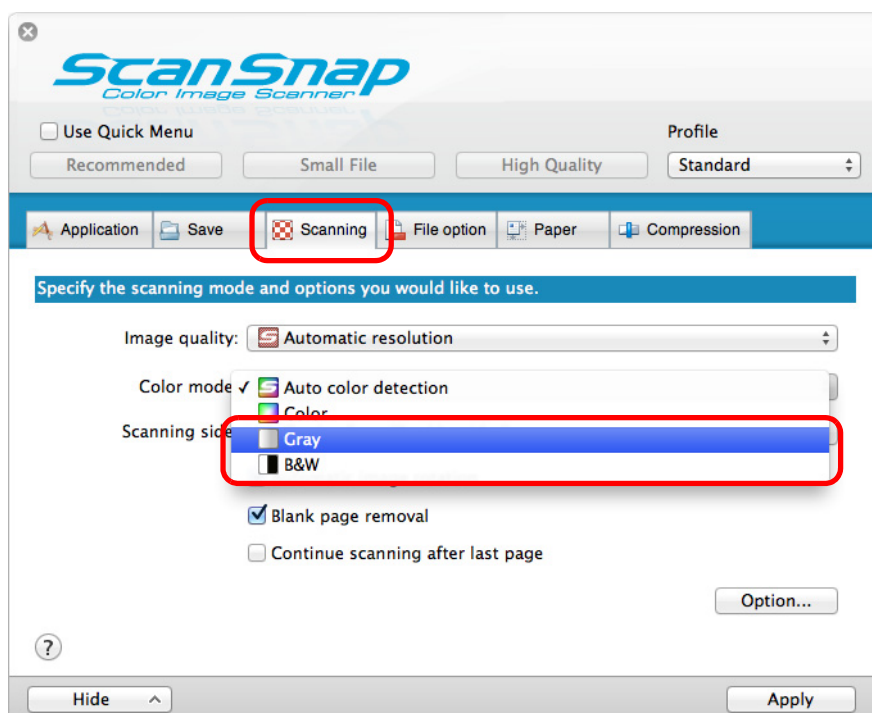 ScanSnap
Color Image Scanner
Use Quick Menu
Profile
Recommended
Small File
High Quality
Standard
Application
Save
Scanning
File option
Paper
Compression
Specify the scanning mode and options you would like to use.
Image quality:
Automatic resolution
Color mode
✓ Auto color detection
Color
Scanning side
Gray
B&W
Blank page removal
Continue scanning after last page
Option...
?
Hide
Apply